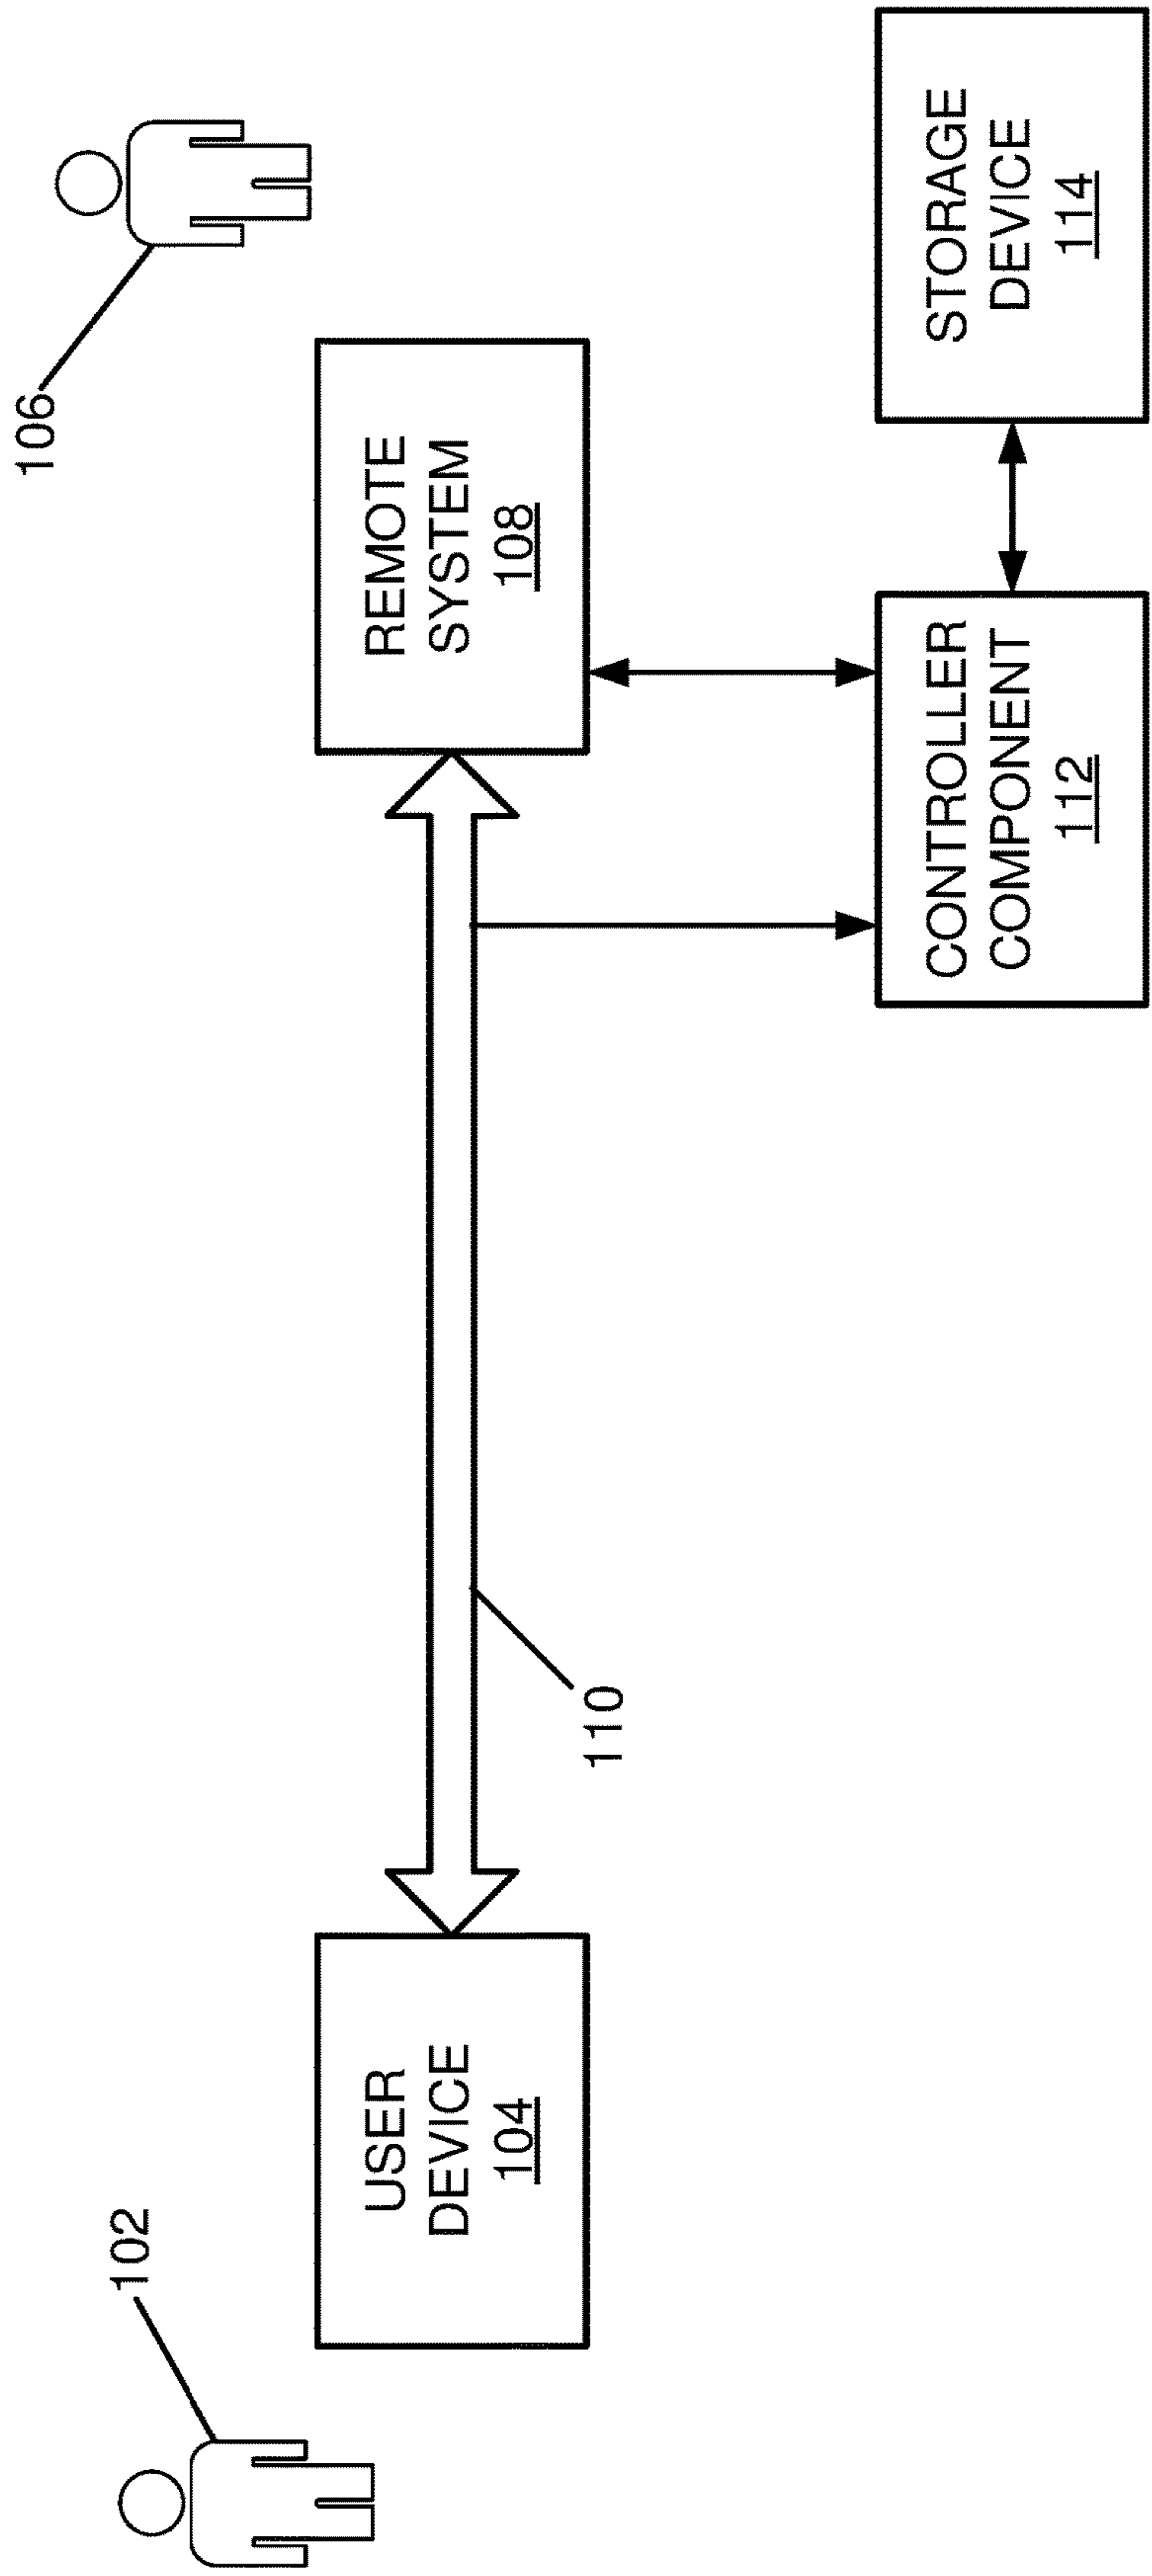 102
106
USER
DEVICE
104
110
REMOTE
SYSTEM
108
CONTROLLER
COMPONENT
112
STORAGE
DEVICE
114